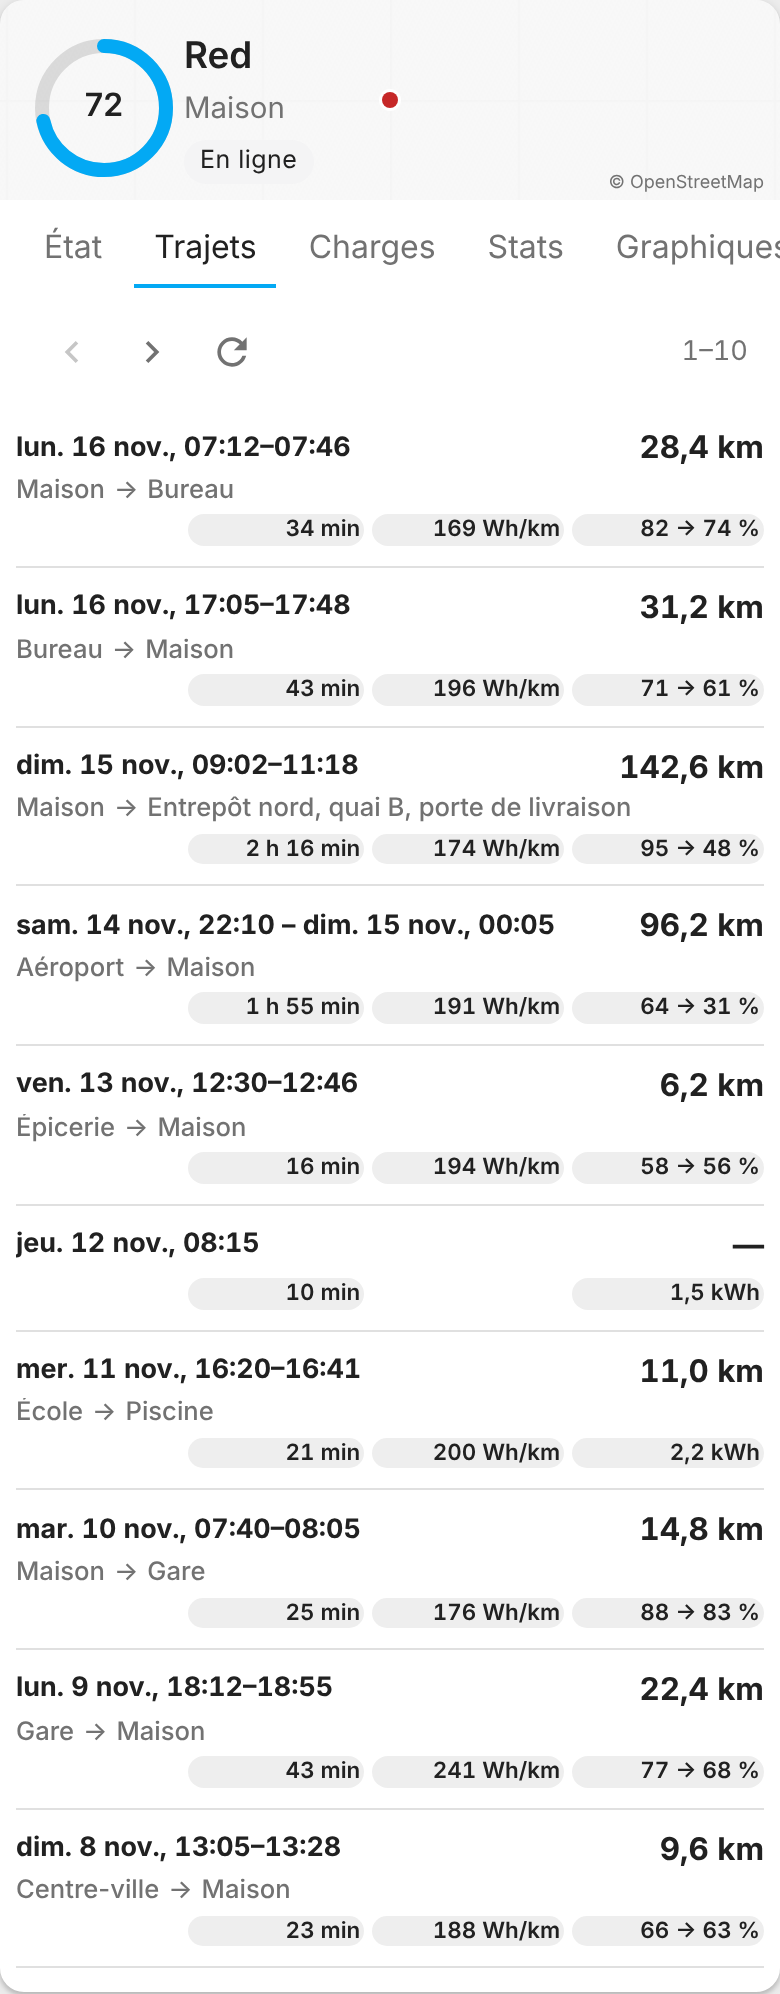 72
Red
Maison
En ligne
© OpenStreetMap
État Trajets Charges Stats Graphiques
1–10
lun. 16 nov., 07:12–07:46 28,4 km
Maison → Bureau
34 min 169 Wh/km 82 → 74 %
lun. 16 nov., 17:05–17:48 31,2 km
Bureau → Maison
43 min 196 Wh/km 71 → 61 %
dim. 15 nov., 09:02–11:18 142,6 km
Maison → Entrepôt nord, quai B, porte de livraison
2 h 16 min 174 Wh/km 95 → 48 %
sam. 14 nov., 22:10 – dim. 15 nov., 00:05 96,2 km
Aéroport → Maison
1 h 55 min 191 Wh/km 64 → 31 %
ven. 13 nov., 12:30–12:46 6,2 km
Épicerie → Maison
16 min 194 Wh/km 58 → 56 %
jeu. 12 nov., 08:15 —
10 min 1,5 kWh
mer. 11 nov., 16:20–16:41 11,0 km
École → Piscine
21 min 200 Wh/km 2,2 kWh
mar. 10 nov., 07:40–08:05 14,8 km
Maison → Gare
25 min 176 Wh/km 88 → 83 %
lun. 9 nov., 18:12–18:55 22,4 km
Gare → Maison
43 min 241 Wh/km 77 → 68 %
dim. 8 nov., 13:05–13:28 9,6 km
Centre-ville → Maison
23 min 188 Wh/km 66 → 63 %